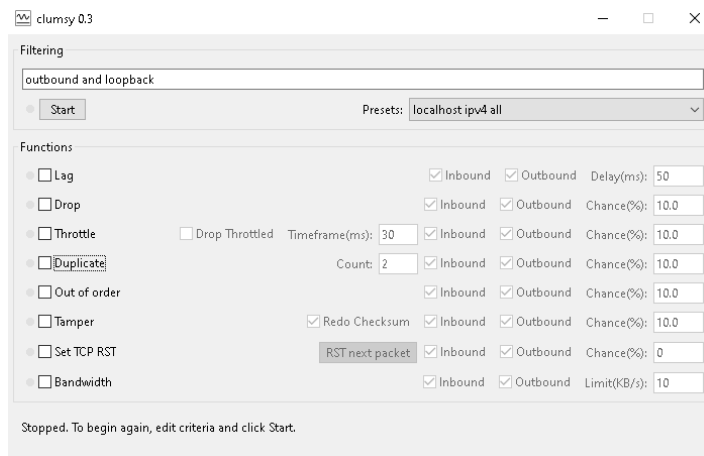 clumsy 0.3
Filtering
outbound and loopback
Start Presets: localhost ipv4 all
Functions
Lag Inbound Outbound Delay(ms): 50
Drop Inbound Outbound Chance(%): 10.0
Throttle Drop Throttled Timeframe(ms): 30 Inbound Outbound Chance(%): 10.0
Duplicate Count: 2 Inbound Outbound Chance(%): 10.0
Out of order Inbound Outbound Chance(%): 10.0
Tamper Redo Checksum Inbound Outbound Chance(%): 10.0
Set TCP RST RST next packet Inbound Outbound Chance(%): 0
Bandwidth Inbound Outbound Limit(KB/s): 10
Stopped. To begin again, edit criteria and click Start.